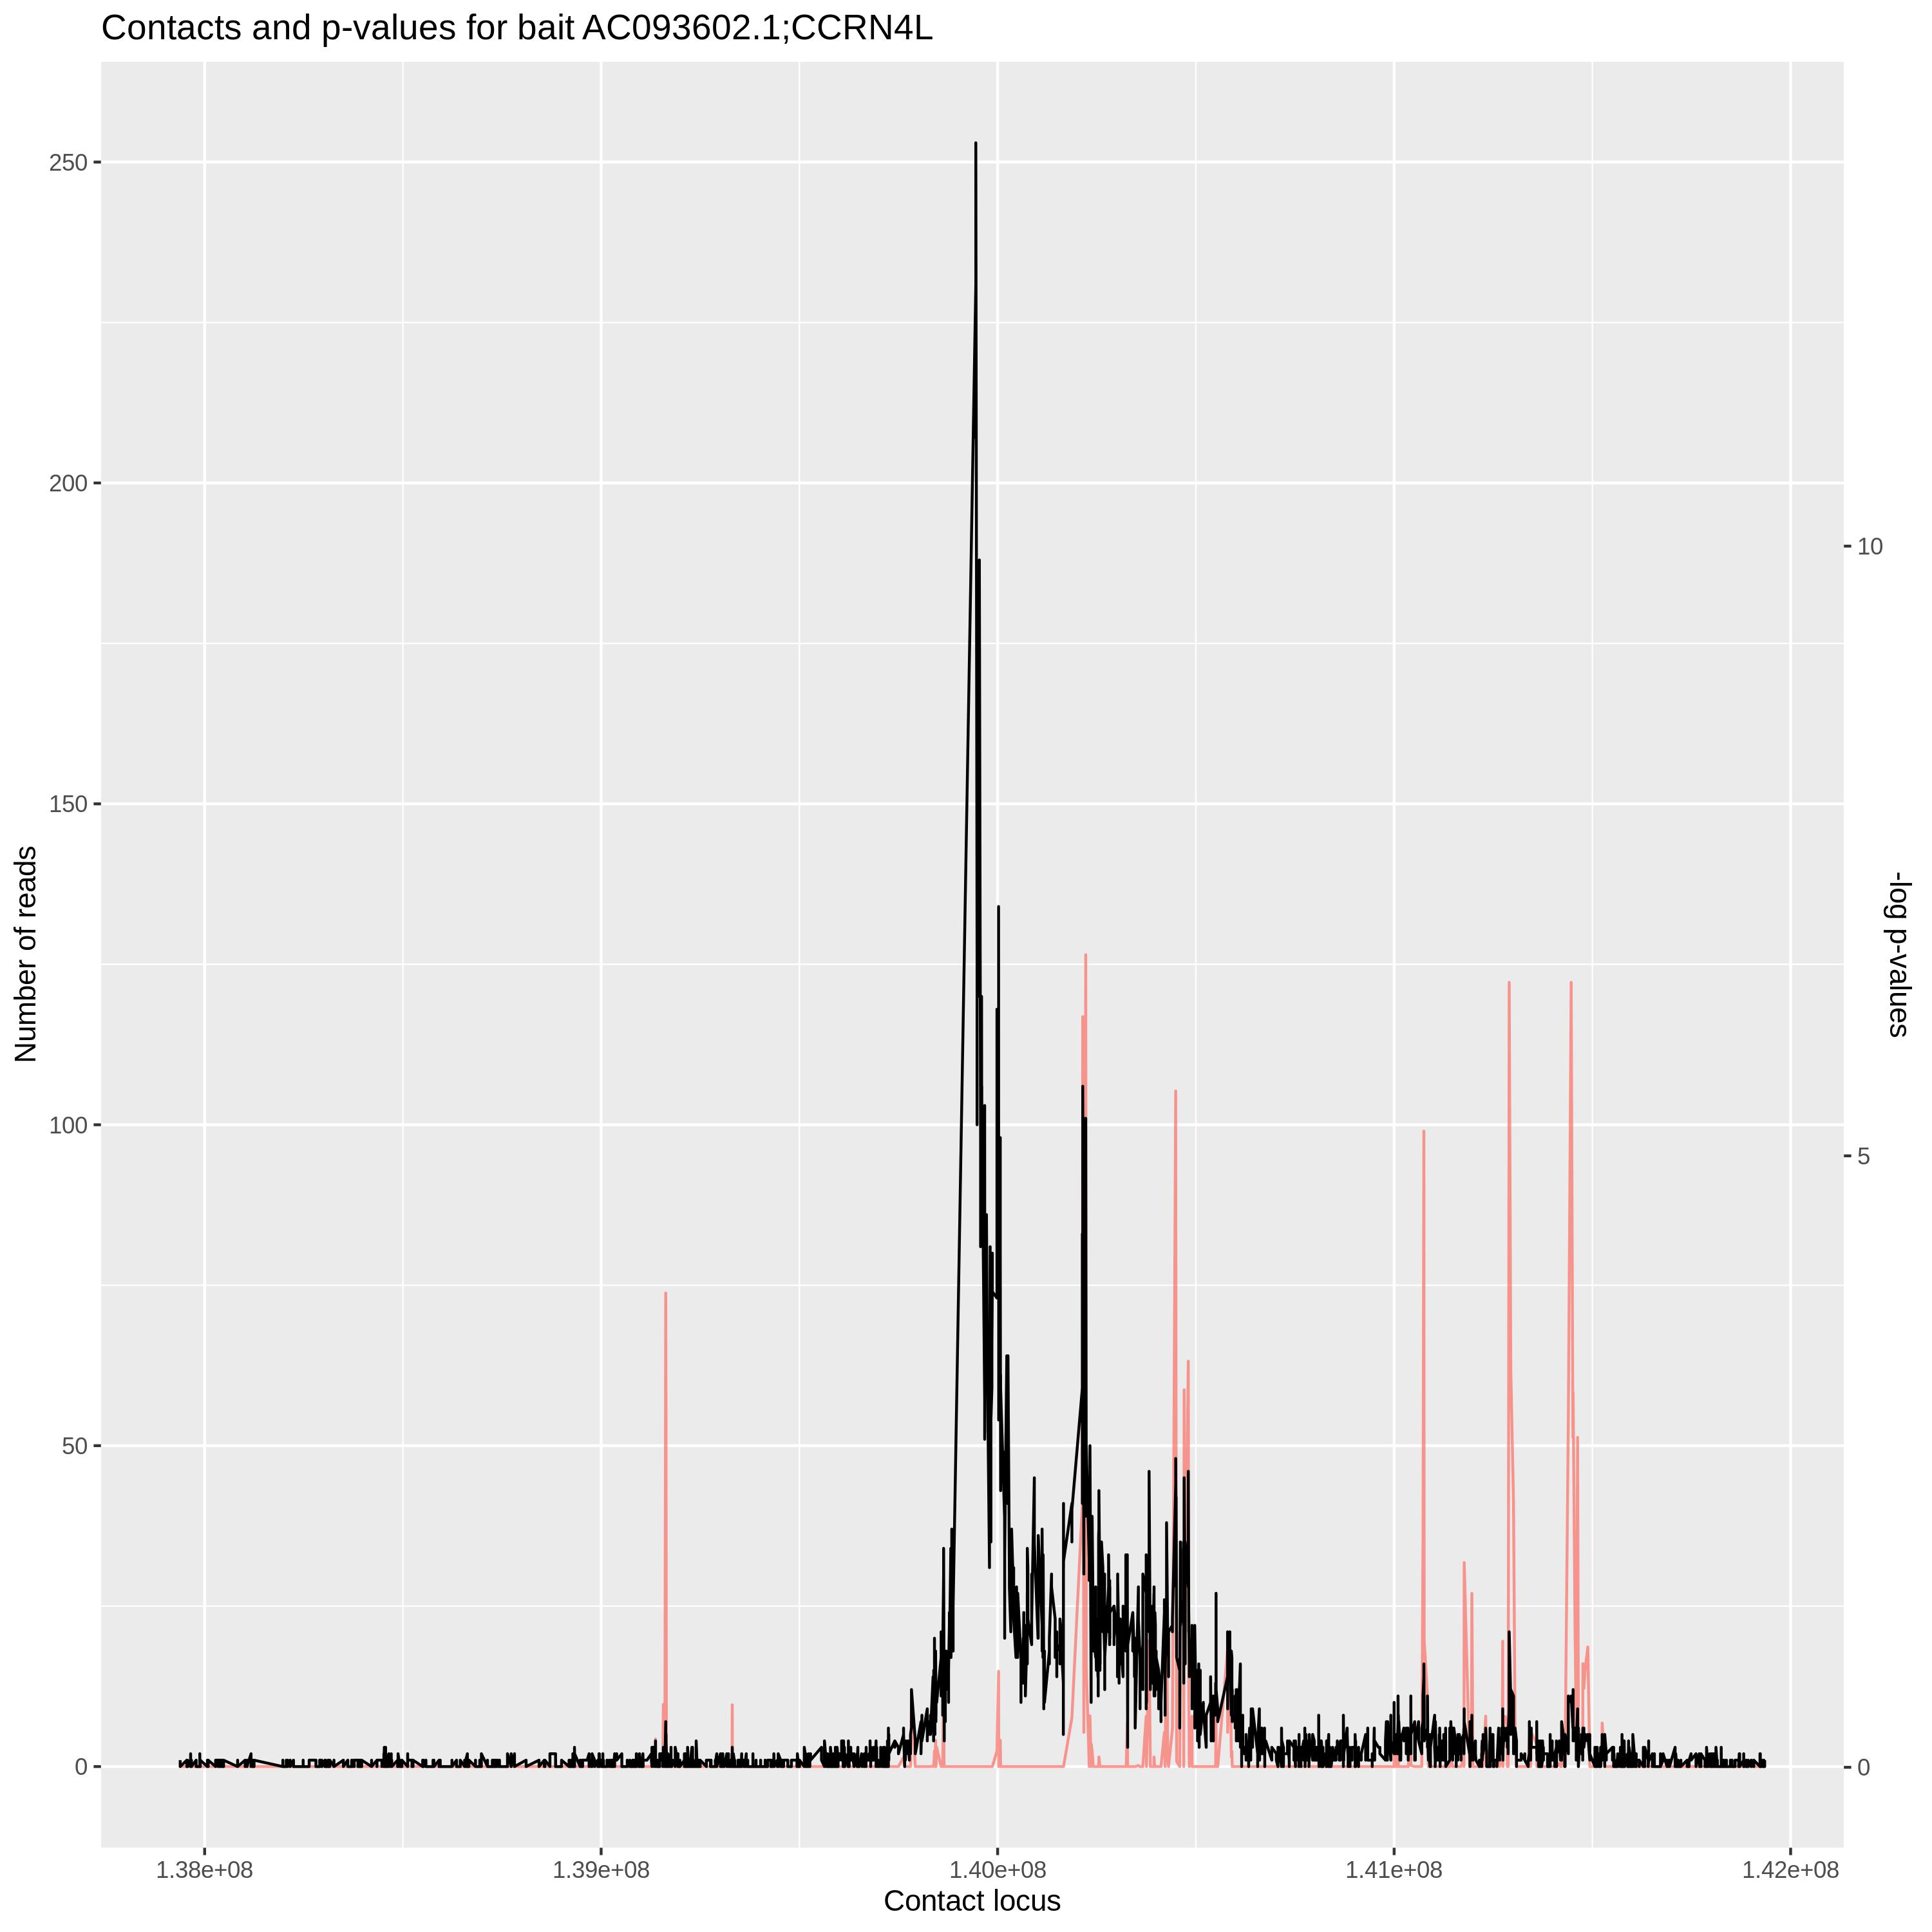 Contacts and p-values for bait AC093602.1;CCRN4L
250
200
150
100
50
0
Number of reads
10
5
0
-log p-values
1.38e+08
1.39e+08
1.40e+08
1.41e+08
1.42e+08
Contact locus